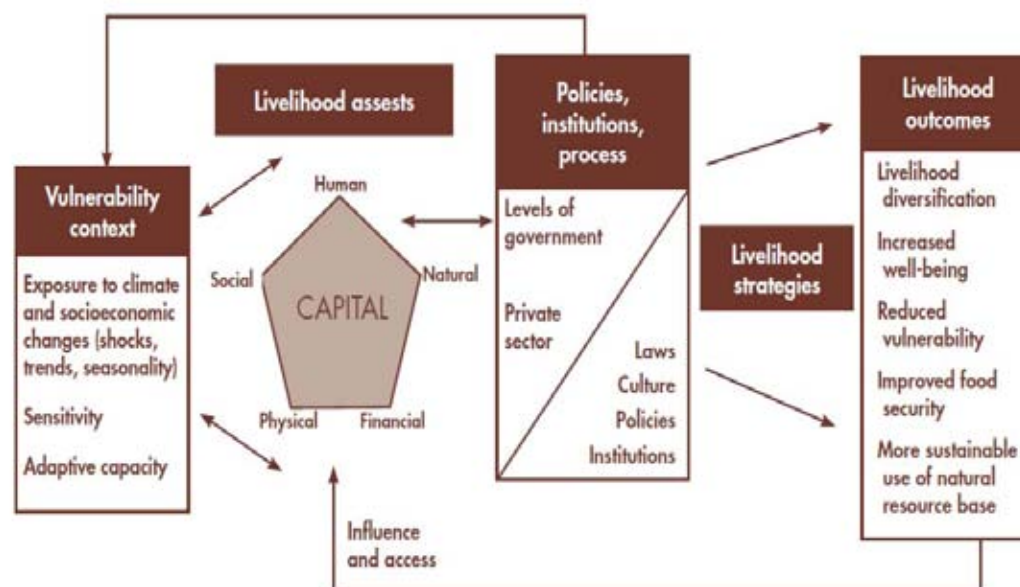 Livelihood assests
Policies,
institutions,
process
Livelihood
outcomes
Vulnerability
context
Exposure to climate
and socioeconomic
changes (shocks,
trends, seasonality)
Sensitivity
Adaptive capacity
Human
Social
Natural
CAPITAL
Physical
Financial
Levels of
government
Private
sector
Laws
Culture
Policies
Institutions
Livelihood
strategies
Livelihood
diversification
Increased
well-being
Reduced
vulnerability
Improved food
security
More sustainable
use of natural
resource base
Influence
and access